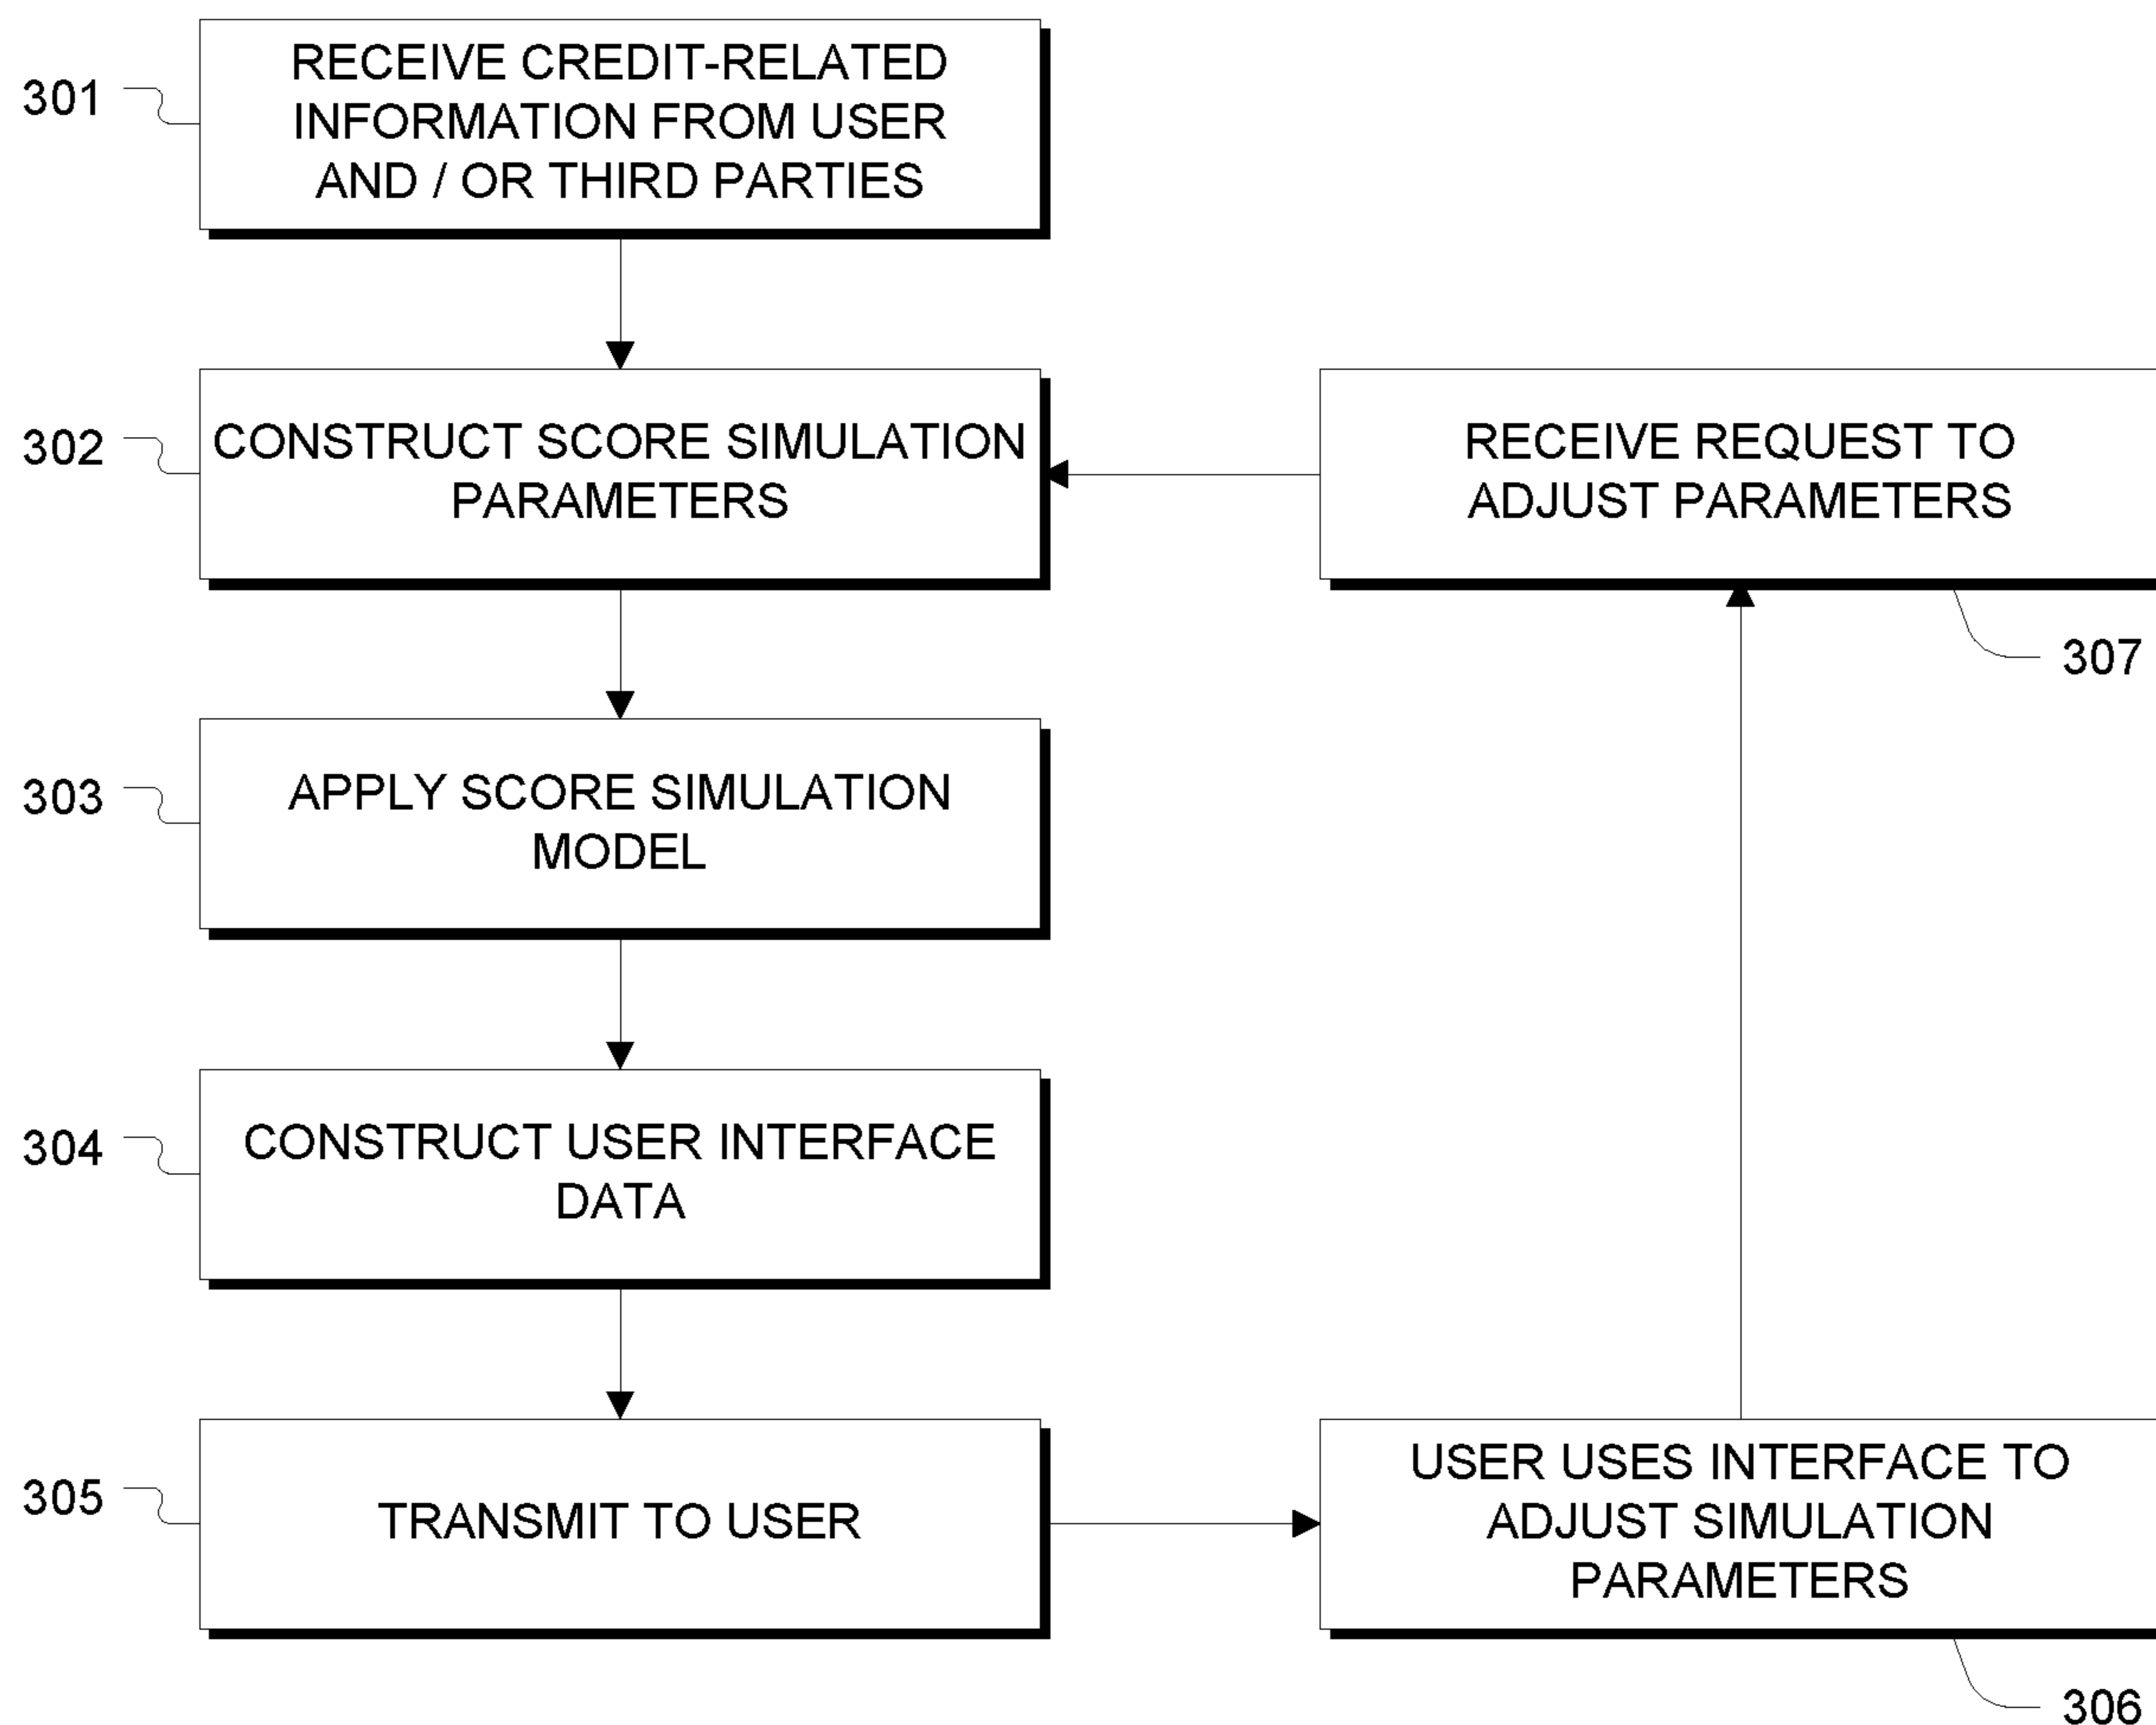 301
RECEIVE CREDIT-RELATED
INFORMATION FROM USER
AND / OR THIRD PARTIES
302
CONSTRUCT SCORE SIMULATION
PARAMETERS
RECEIVE REQUEST TO
ADJUST PARAMETERS
307
303
APPLY SCORE SIMULATION
MODEL
304
CONSTRUCT USER INTERFACE
DATA
305
TRANSMIT TO USER
USER USES INTERFACE TO
ADJUST SIMULATION
PARAMETERS
306